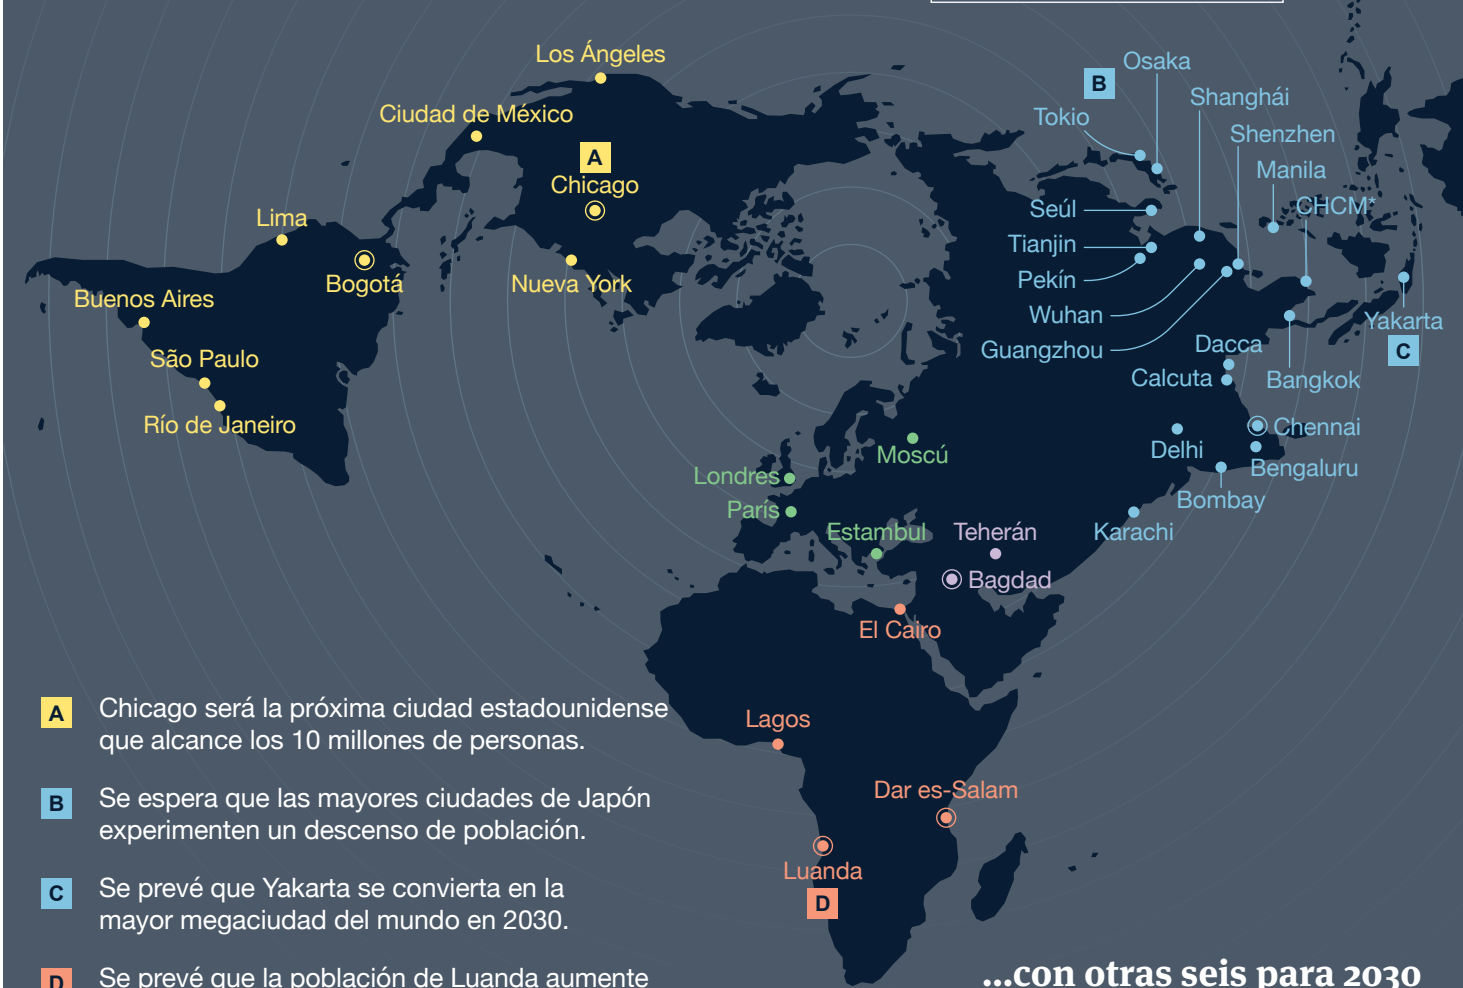 Los Ángeles
Ciudad de México
A
Chicago
Lima
Bogotá
Nueva York
Buenos Aires
São Paulo
Río de Janeiro
Osaka
B
Tokio
Shanghái
Shenzhen
Manila
CHCM*
Seúl
Tianjin
Pekín
Wuhan
Guangzhou
Yakarta
C
Dacca
Calcuta
Bangkok
Chennai
Delhi
Bengaluru
Bombay
Karachi
Moscú
Londres
París
Estambul
Teherán
Bagdad
El Cairo
Lagos
Dar es-Salam
Luanda
D
A Chicago será la próxima ciudad estadounidense
que alcance los 10 millones de personas.
B Se espera que las mayores ciudades de Japón
experimenten un descenso de población.
C Se prevé que Yakarta se convierta en la
mayor megaciudad del mundo en 2030.
D Se prevé que la población de Luanda aumente
...con otras seis para 2030